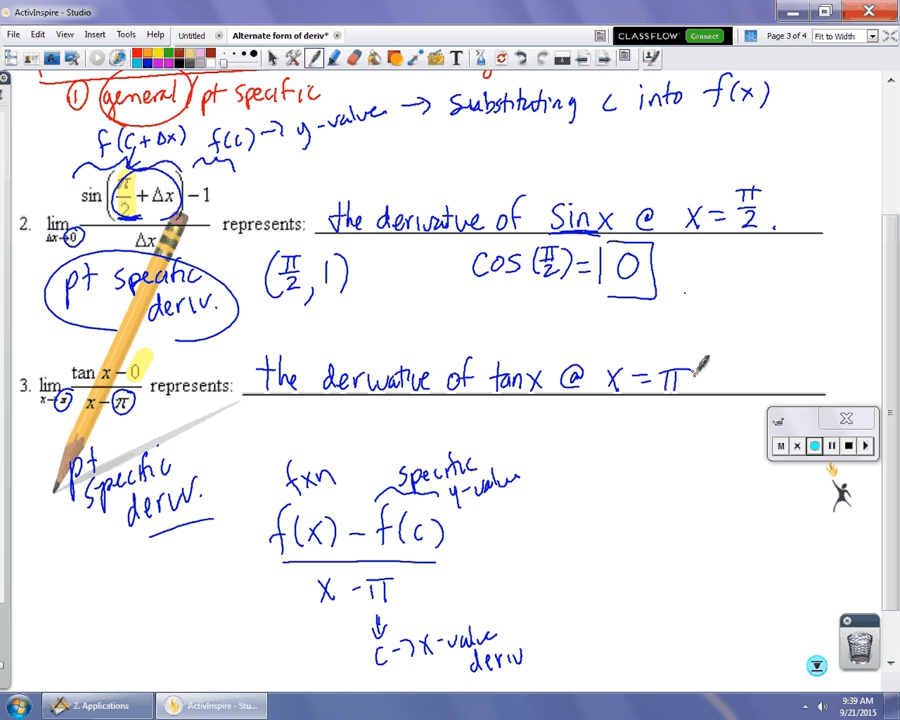 ActivInspire - Studio
File Edit View Insert Tools Help Untitled Alternate form of deriv* CLASSFLOW Connect Page 3 of 4 Fit to Width
① general / pt specific
→ substituting c into f(x)
f(c+Δx) f(c) → y-values
sin(π/2 + Δx) - 1
2. lim represents: the derivative of sin x @ x = π/2.
Δx→0 Δx
pt specific deriv.
(π/2, 1) cos(π/2) = 0
tan x - 0
3. lim represents: the derivative of tan x @ x = π
x→π x - π
pt specific deriv.
fxn specific y-value
f(x) - f(c)
x - π
c → x-value deriv
M
2. Applications ActivInspire - Stu... 9:39 AM
9/21/2015